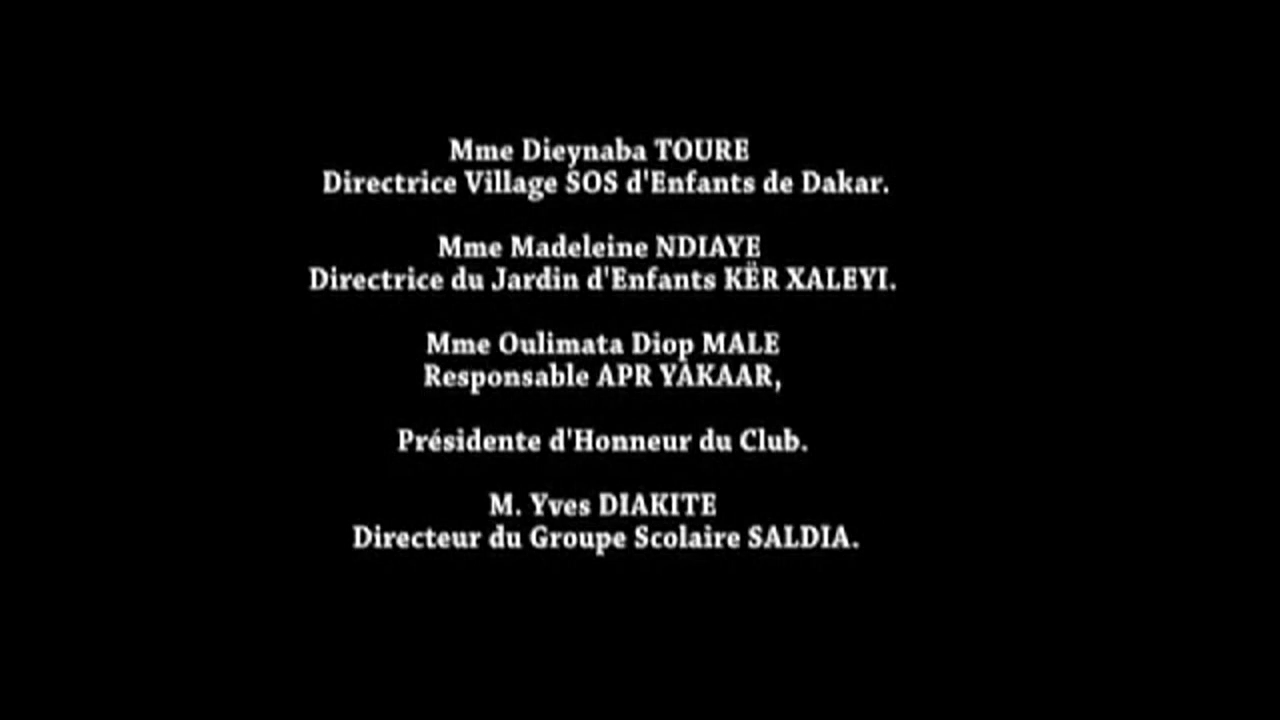 Mme Dieynaba TOURE
Directrice Village SOS d'Enfants de Dakar.
Mme Madeleine NDIAYE
Directrice du Jardin d'Enfants KËR XALEYI.
Mme Oulimata Diop MALE
Responsable APR YAKAAR,
Présidente d'Honneur du Club.
M. Yves DIAKITE
Directeur du Groupe Scolaire SALDIA.